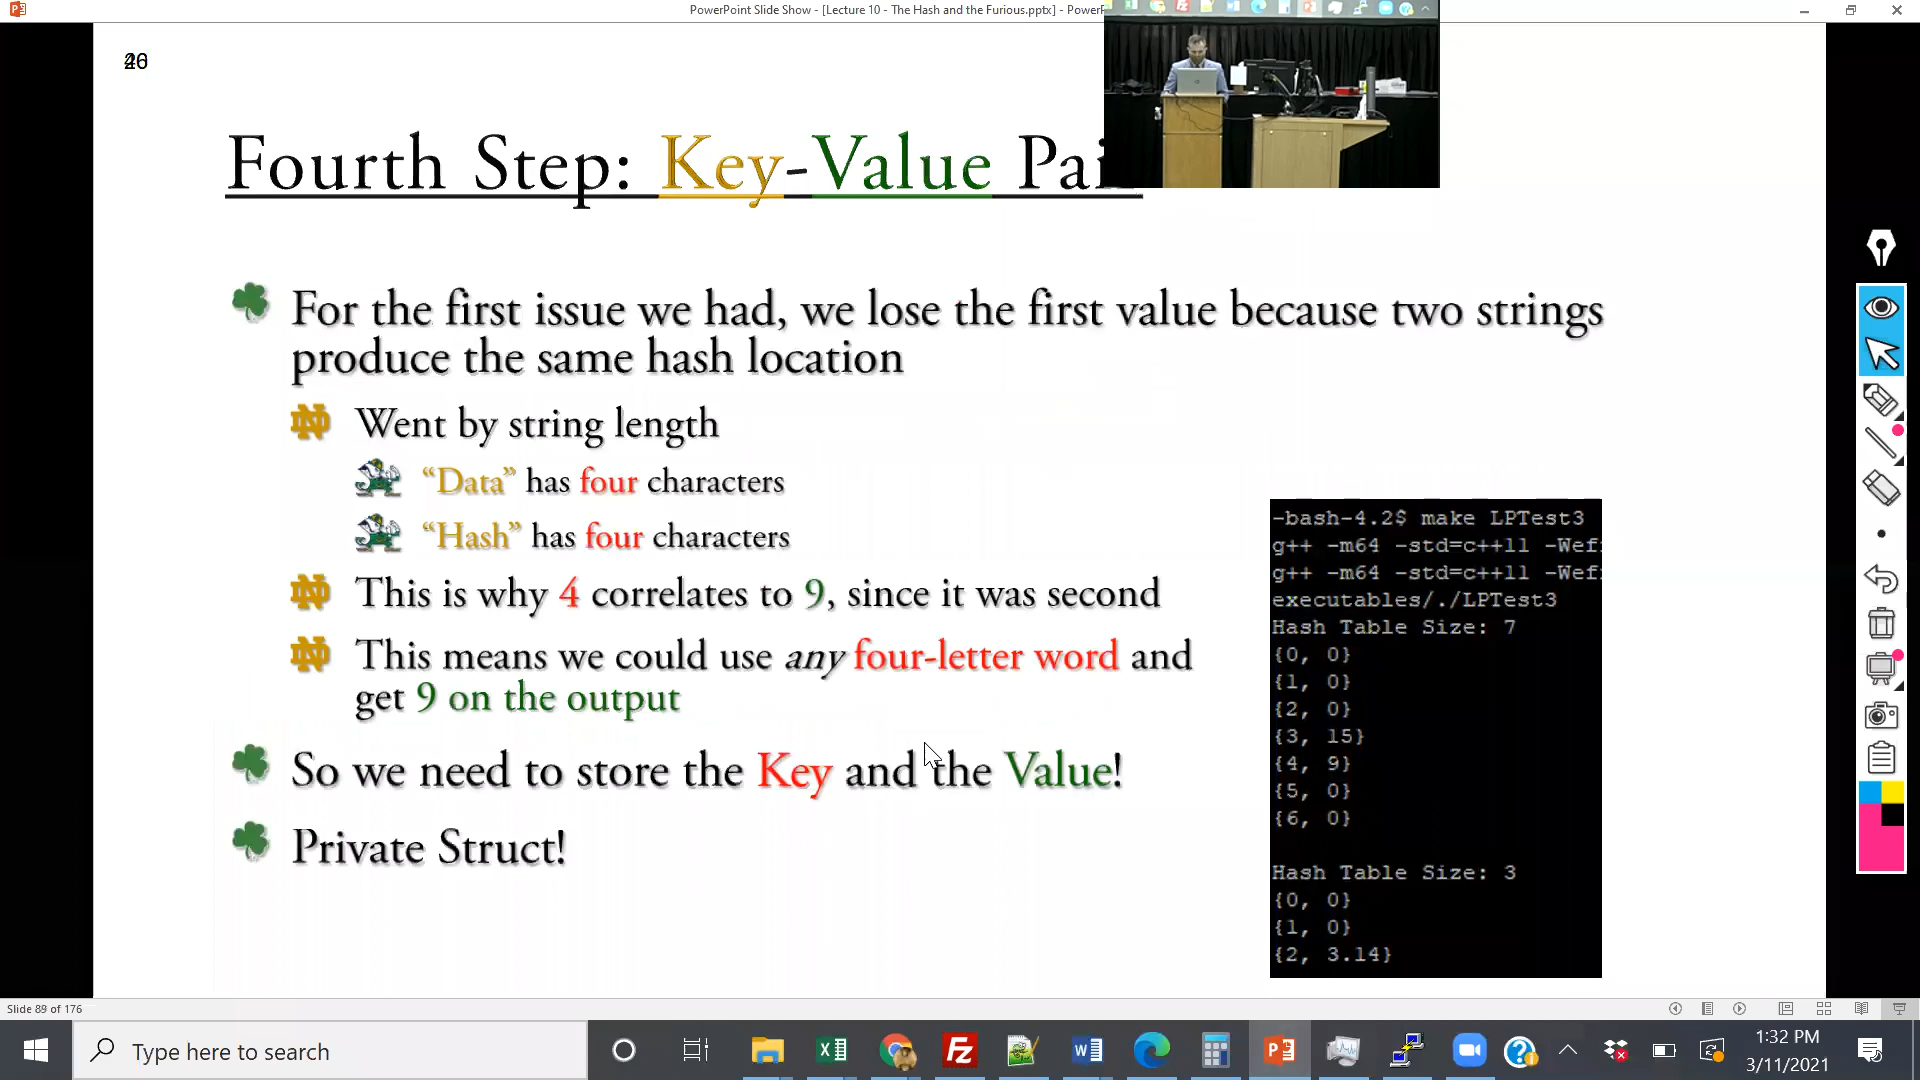 PowerPoint Slide Show - [Lecture 10 - The Hash and the Furious.pptx] - PowerP
Fourth Step: Key-Value Pai
For the first issue we had, we lose the first value because two strings
produce the same hash location
Went by string length
“Data” has four characters
“Hash” has four characters
This is why 4 correlates to 9, since it was second
This means we could use any four-letter word and
get 9 on the output
So we need to store the Key and the Value!
Private Struct!
-bash-4.2$ make LPTest3
g++ -m64 -std=c++11 -Wef
g++ -m64 -std=c++11 -Wef
executables/./LPTest3
Hash Table Size: 7
{0, 0}
{1, 0}
{2, 0}
{3, 15}
{4, 9}
{5, 0}
{6, 0}
Hash Table Size: 3
{0, 0}
{1, 0}
{2, 3.14}
Slide 89 of 176
Type here to search
1:32 PM
3/11/2021